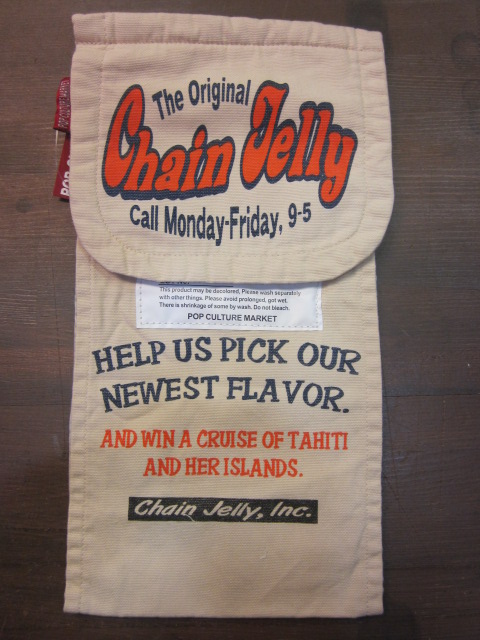 The Original
Chain Jelly
Call Monday-Friday, 9-5
This product may be decolored, Please wash separately
with other things. Please avoid prolonged, got wet.
There is shrinkage of some by wash. Do not bleach.
POP CULTURE MARKET
HELP US PICK OUR
NEWEST FLAVOR.
AND WIN A CRUISE OF TAHITI
AND HER ISLANDS.
Chain Jelly, Inc.